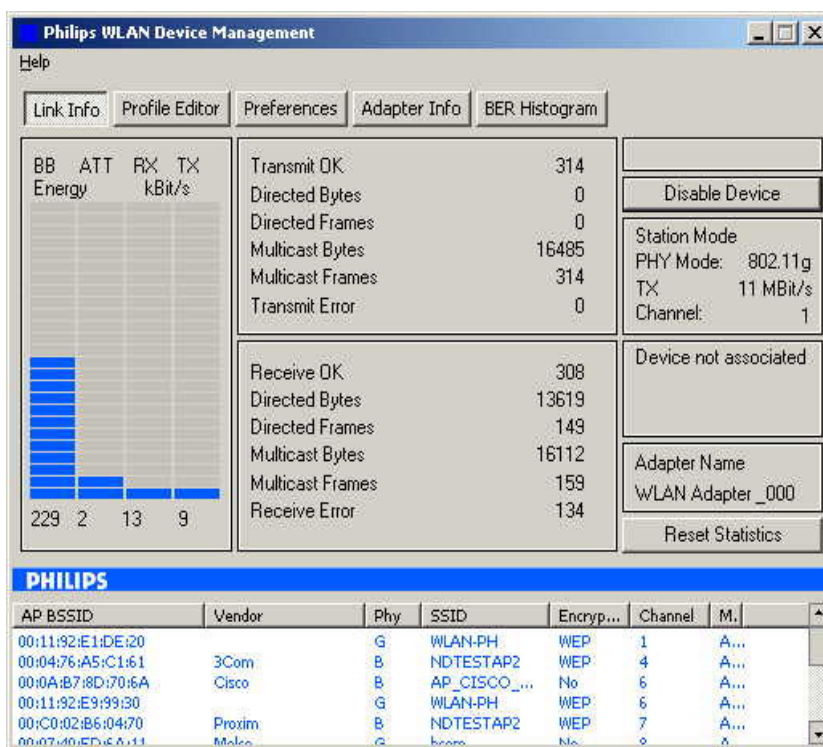 Philips WLAN Device Management
Help
Link Info Profile Editor Preferences Adapter Info BER Histogram
BB ATT RX TX
Energy kBit/s
229 2 13 9
Transmit OK 314
Directed Bytes 0
Directed Frames 0
Multicast Bytes 16485
Multicast Frames 314
Transmit Error 0
Receive OK 308
Directed Bytes 13619
Directed Frames 149
Multicast Bytes 16112
Multicast Frames 159
Receive Error 134
Disable Device
Station Mode
PHY Mode: 802.11g
TX 11 MBit/s
Channel: 1
Device not associated
Adapter Name
WLAN Adapter _000
Reset Statistics
PHILIPS
AP BSSID Vendor Phy SSID Encryp... Channel M.
00:11:92:E1:DE:20 G WLAN-PH WEP 1 A...
00:04:76:A5:C1:61 3Com B NDTESTAP2 WEP 4 A...
00:0A:B7:8D:70:6A Cisco B AP_CISCO_... No 6 A...
00:11:92:E9:99:30 G WLAN-PH WEP 6 A...
00:C0:02:B6:04:70 Proxim B NDTESTAP2 WEP 7 A...